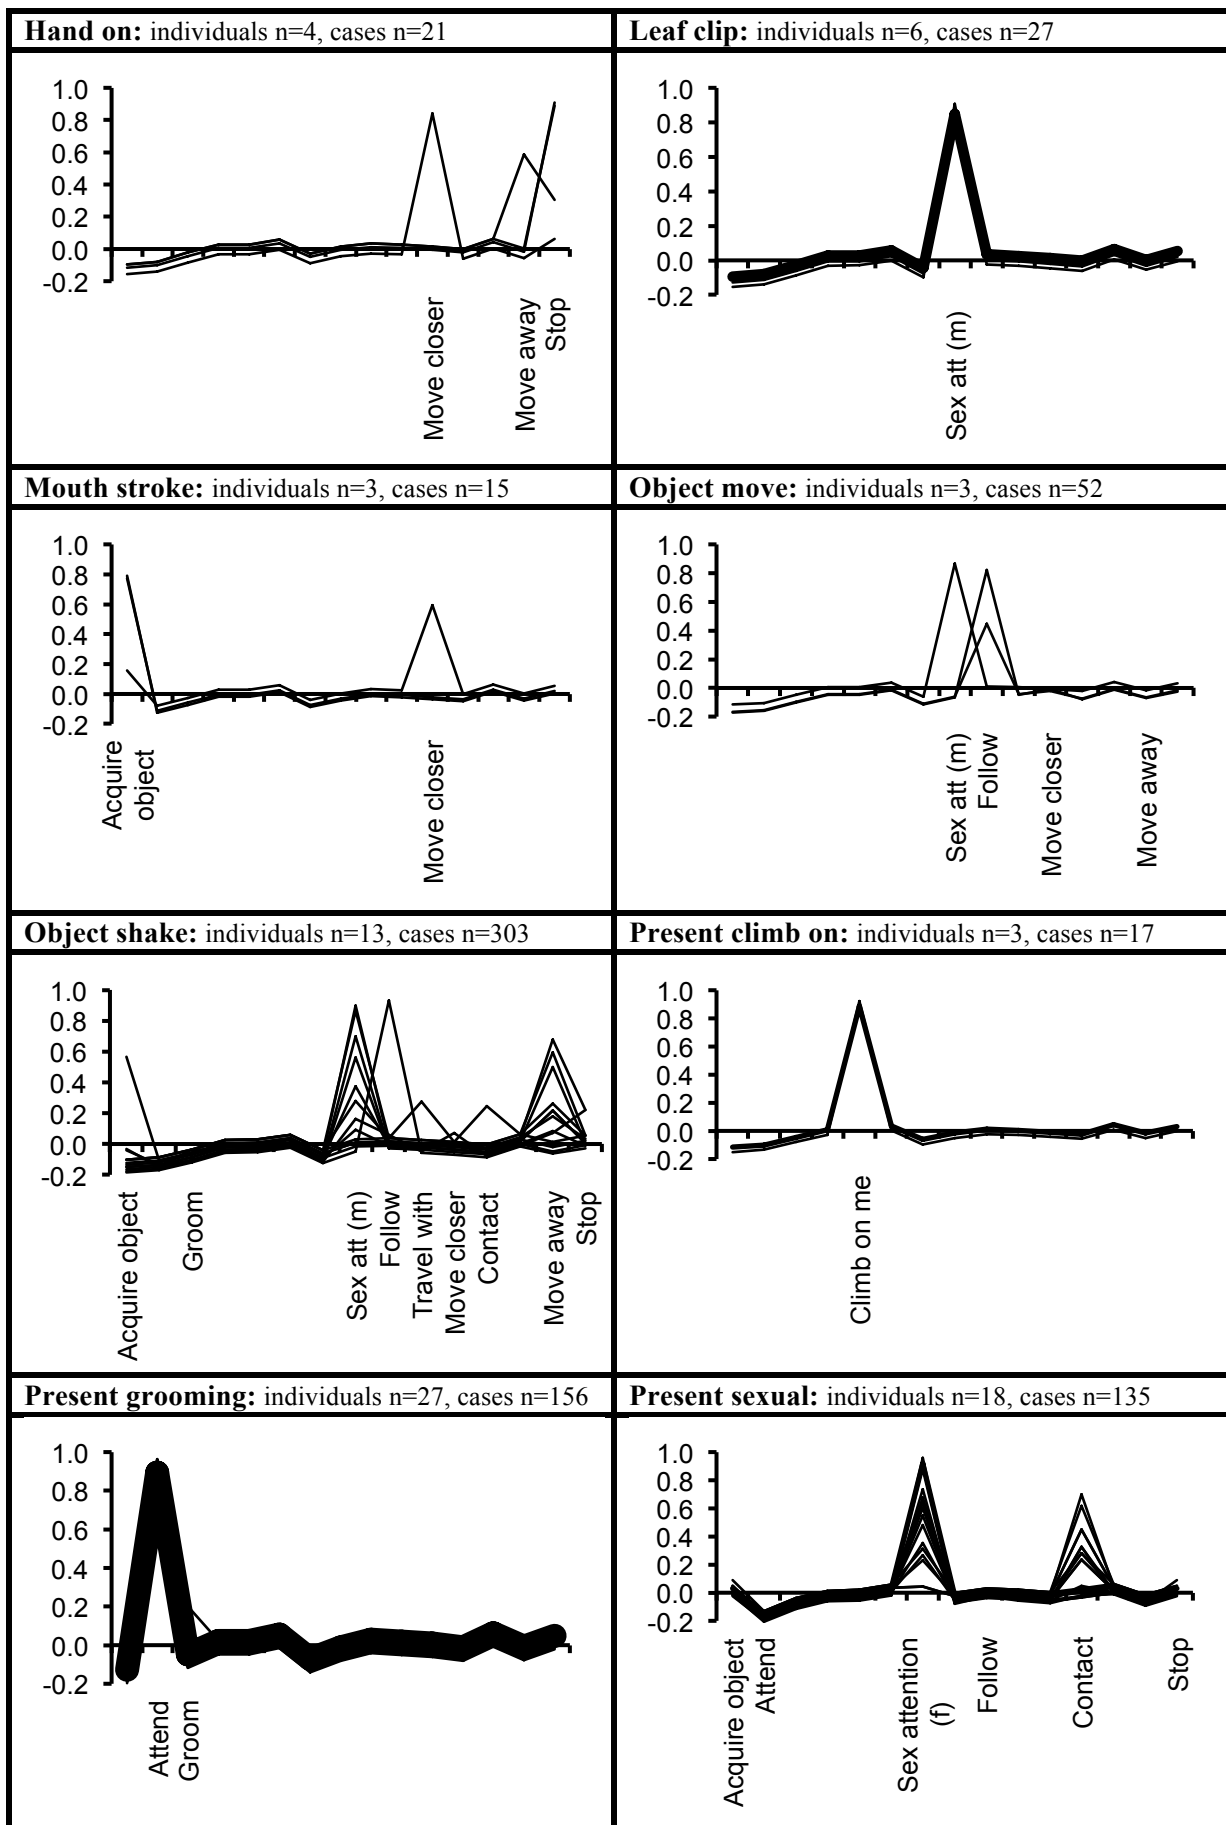 Hand on: individuals n=4, cases n=21
1.0
0.8
0.6
0.4
0.2
0.0
-0.2
Move closer
Move away
Stop
Leaf clip: individuals n=6, cases n=27
1.0
0.8
0.6
0.4
0.2
0.0
-0.2
Sex att (m)
Mouth stroke: individuals n=3, cases n=15
1.0
0.8
0.6
0.4
0.2
0.0
-0.2
Acquire
object
Move closer
Object move: individuals n=3, cases n=52
1.0
0.8
0.6
0.4
0.2
0.0
-0.2
Sex att (m)
Follow
Move closer
Move away
Object shake: individuals n=13, cases n=303
1.0
0.8
0.6
0.4
0.2
0.0
-0.2
Acquire object
Groom
Sex att (m)
Follow
Travel with
Move closer
Contact
Move away
Stop
Present climb on: individuals n=3, cases n=17
1.0
0.8
0.6
0.4
0.2
0.0
-0.2
Climb on me
Present grooming: individuals n=27, cases n=156
1.0
0.8
0.6
0.4
0.2
0.0
-0.2
Attend
Groom
Present sexual: individuals n=18, cases n=135
1.0
0.8
0.6
0.4
0.2
0.0
-0.2
Acquire object
Attend
Sex attention
(f)
Follow
Contact
Stop